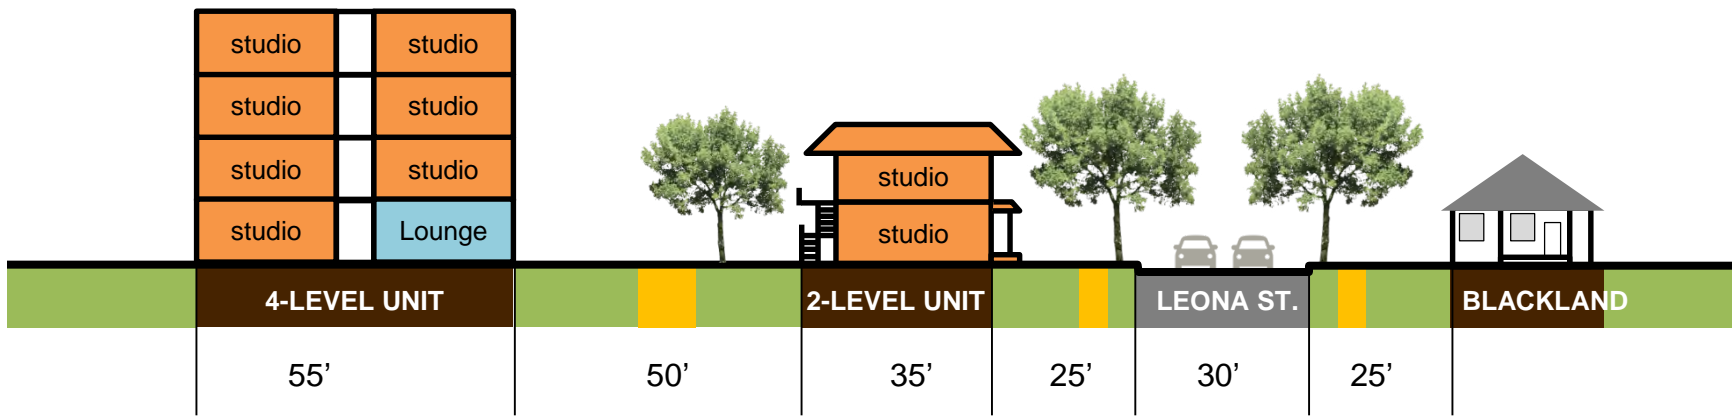 studio studio
studio studio
studio studio
studio
studio Lounge
studio
4-LEVEL UNIT 2-LEVEL UNIT LEONA ST. BLACKLAND
55’ 50’ 35’ 25’ 30’ 25’